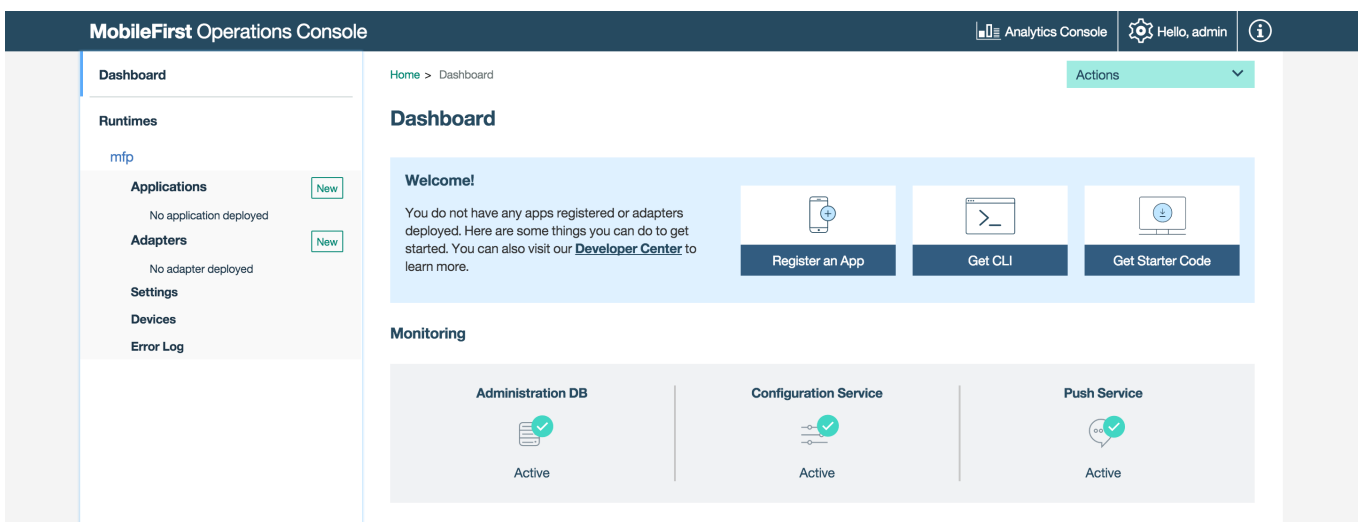 MobileFirst Operations Console
Analytics Console
Hello, admin
Dashboard
Runtimes
mfp
Applications
New
No application deployed
Adapters
New
No adapter deployed
Settings
Devices
Error Log
Home > Dashboard
Actions
Dashboard
Welcome!
You do not have any apps registered or adapters
deployed. Here are some things you can do to get
started. You can also visit our Developer Center to
learn more.
Register an App
Get CLI
Get Starter Code
Monitoring
Administration DB
Active
Configuration Service
Active
Push Service
Active